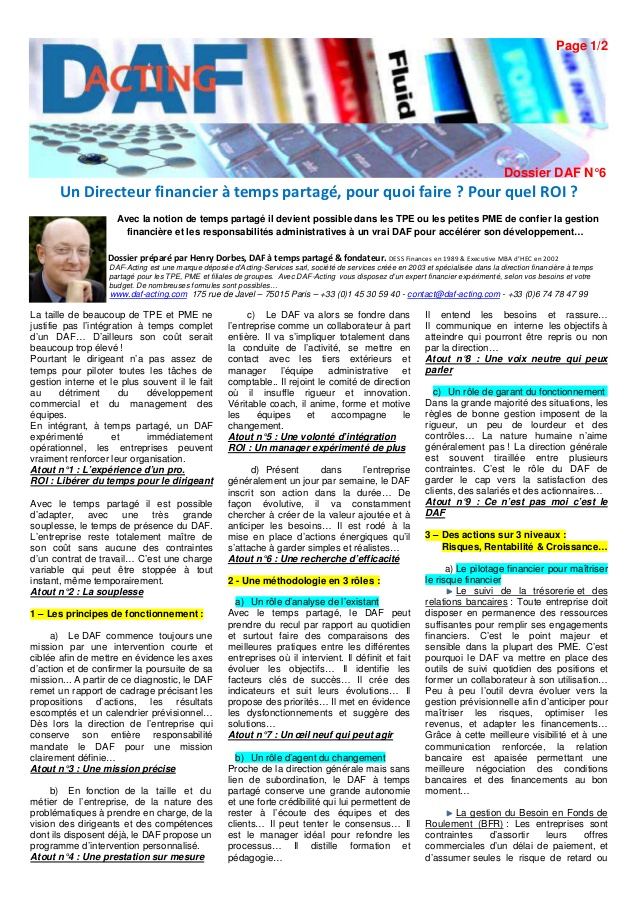 Page 1/2
DAF
ACTING
Fluid
Dossier DAF N°6
Un Directeur financier à temps partagé, pour quoi faire ? Pour quel ROI ?
Avec la notion de temps partagé il devient possible dans les TPE ou les petites PME de confier la gestion
financière et les responsabilités administratives à un vrai DAF pour accélérer son développement…
Dossier préparé par Henry Dorbes, DAF à temps partagé & fondateur. DESS Finances en 1989 & Executive MBA d'HEC en 2002
DAF-Acting est une marque déposée d'Acting-Services sarl, société de services créée en 2003 et spécialisée dans la direction financière à temps
partagé pour les TPE, PME et filiales de groupes. Avec DAF-Acting vous disposez d'un expert financier expérimenté, selon vos besoins et votre
budget. De nombreuses formules sont possibles…
www.daf-acting.com 175 rue de Javel – 75015 Paris – +33 (0)1 45 30 59 40 - contact@daf-acting.com - +33 (0)6 74 78 47 99
La taille de beaucoup de TPE et PME ne
justifie pas l'intégration à temps complet
d'un DAF… D'ailleurs son coût serait
beaucoup trop élevé !
Pourtant le dirigeant n'a pas assez de
temps pour piloter toutes les tâches de
gestion interne et le plus souvent il le fait
au détriment du développement
commercial et du management des
équipes.
En intégrant, à temps partagé, un DAF
expérimenté et immédiatement
opérationnel, les entreprises peuvent
vraiment renforcer leur organisation.
Atout n°1 : L'expérience d'un pro.
ROI : Libérer du temps pour le dirigeant
Avec le temps partagé il est possible
d'adapter, avec une très grande
souplesse, le temps de présence du DAF.
L'entreprise reste totalement maître de
son coût sans aucune des contraintes
d'un contrat de travail… C'est une charge
variable qui peut être stoppée à tout
instant, même temporairement.
Atout n°2 : La souplesse
1 – Les principes de fonctionnement :
a) Le DAF commence toujours une
mission par une intervention courte et
ciblée afin de mettre en évidence les axes
d'action et de confirmer la poursuite de sa
mission… A partir de ce diagnostic, le DAF
remet un rapport de cadrage précisant les
propositions d'actions, les résultats
escomptés et un calendrier prévisionnel…
Dès lors la direction de l'entreprise qui
conserve son entière responsabilité
mandate le DAF pour une mission
clairement définie…
Atout n°3 : Une mission précise
b) En fonction de la taille et du
métier de l'entreprise, de la nature des
problématiques à prendre en charge, de la
vision des dirigeants et des compétences
dont ils disposent déjà, le DAF propose un
programme d'intervention personnalisé.
Atout n°4 : Une prestation sur mesure
c) Le DAF va alors se fondre dans
l'entreprise comme un collaborateur à part
entière. Il va s'impliquer totalement dans
la conduite de l'activité, se mettre en
contact avec les tiers extérieurs et
manager l'équipe administrative et
comptable.. Il rejoint le comité de direction
où il insuffle rigueur et innovation.
Véritable coach, il anime, forme et motive
les équipes et accompagne le
changement.
Atout n°5 : Une volonté d'intégration
ROI : Un manager expérimenté de plus
d) Présent dans l'entreprise
généralement un jour par semaine, le DAF
inscrit son action dans la durée… De
façon évolutive, il va constamment
chercher à créer de la valeur ajoutée et à
anticiper les besoins… Il est rodé à la
mise en place d'actions énergiques qu'il
s'attache à garder simples et réalistes…
Atout n°6 : Une recherche d'efficacité
2 - Une méthodologie en 3 rôles :
a) Un rôle d'analyse de l'existant
Avec le temps partagé, le DAF peut
prendre du recul par rapport au quotidien
et surtout faire des comparaisons des
meilleures pratiques entre les différentes
entreprises où il intervient. Il définit et fait
évoluer les objectifs… Il identifie les
facteurs clés de succès… Il crée des
indicateurs et suit leurs évolutions… Il
propose des priorités… Il met en évidence
les dysfonctionnements et suggère des
solutions…
Atout n°7 : Un œil neuf qui peut agir
b) Un rôle d'agent du changement
Proche de la direction générale mais sans
lien de subordination, le DAF à temps
partagé conserve une grande autonomie
et une forte crédibilité qui lui permettent de
rester à l'écoute des équipes et des
clients… Il peut tenter le consensus… Il
est le manager idéal pour refondre les
processus… Il distille formation et
pédagogie…
Il entend les besoins et rassure…
Il communique en interne les objectifs à
atteindre qui pourront être repris ou non
par la direction…
Atout n°8 : Une voix neutre qui peux
parler
c) Un rôle de garant du fonctionnement
Dans la grande majorité des situations, les
règles de bonne gestion imposent de la
rigueur, un peu de lourdeur et des
contrôles… La nature humaine n'aime
généralement pas ! La direction générale
est souvent tiraillée entre plusieurs
contraintes. C'est le rôle du DAF de
garder le cap vers la satisfaction des
clients, des salariés et des actionnaires…
Atout n°9 : Ce n'est pas moi c'est le
DAF
3 – Des actions sur 3 niveaux :
Risques, Rentabilité & Croissance…
a) Le pilotage financier pour maîtriser
le risque financier
► Le suivi de la trésorerie et des
relations bancaires : Toute entreprise doit
disposer en permanence des ressources
suffisantes pour remplir ses engagements
financiers. C'est le point majeur et
sensible dans la plupart des PME. C'est
pourquoi le DAF va mettre en place des
outils de suivi quotidien des positions et
former un collaborateur à son utilisation…
Peu à peu l'outil devra évoluer vers la
gestion prévisionnelle afin d'anticiper pour
maîtriser les risques, optimiser les
revenus, et adapter les financements…
Grâce à cette meilleure visibilité et à une
communication renforcée, la relation
bancaire est apaisée permettant une
meilleure négociation des conditions
bancaires et des financements au bon
moment…
► La gestion du Besoin en Fonds de
Roulement (BFR) : Les entreprises sont
contraintes d'assortir leurs offres
commerciales d'un délai de paiement, et
d'assumer seules le risque de retard ou